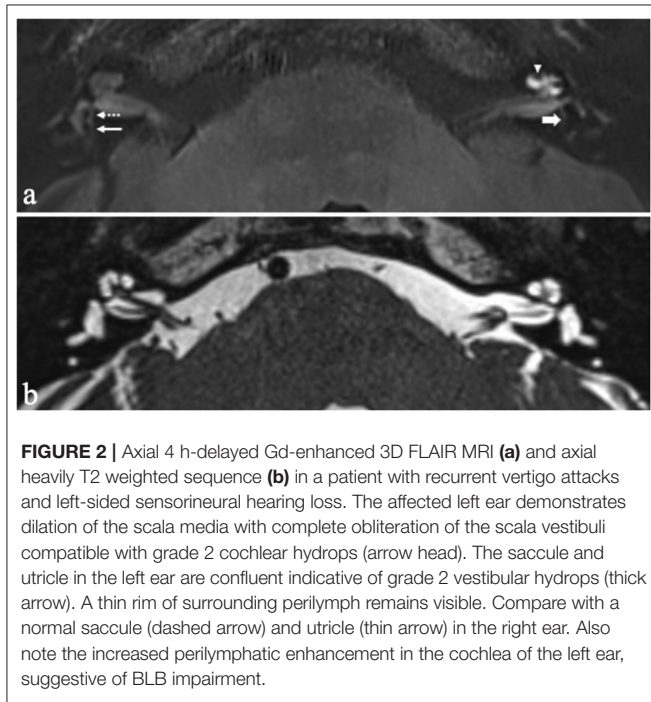 a
b
FIGURE 2 | Axial 4 h-delayed Gd-enhanced 3D FLAIR MRI (a) and axial
heavily T2 weighted sequence (b) in a patient with recurrent vertigo attacks
and left-sided sensorineural hearing loss. The affected left ear demonstrates
dilation of the scala media with complete obliteration of the scala vestibuli
compatible with grade 2 cochlear hydrops (arrow head). The saccule and
utricle in the left ear are confluent indicative of grade 2 vestibular hydrops (thick
arrow). A thin rim of surrounding perilymph remains visible. Compare with a
normal saccule (dashed arrow) and utricle (thin arrow) in the right ear. Also
note the increased perilymphatic enhancement in the cochlea of the left ear,
suggestive of BLB impairment.